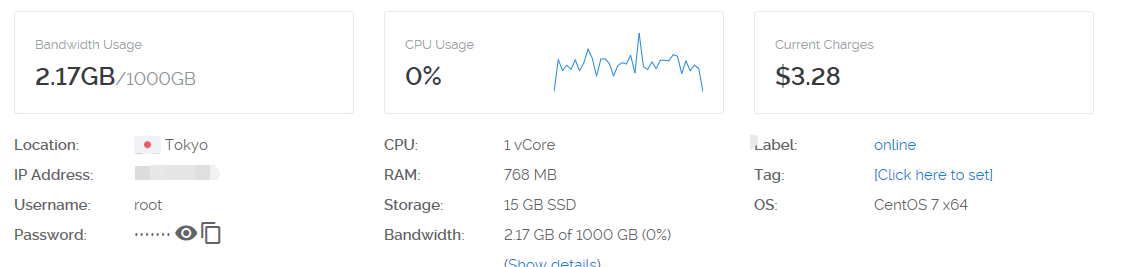 Bandwidth Usage
2.17GB/1000GB
CPU Usage
0%
Current Charges
$3.28
Location: Tokyo
IP Address:
Username: root
Password: ·······
CPU: 1 vCore
RAM: 768 MB
Storage: 15 GB SSD
Bandwidth: 2.17 GB of 1000 GB (0%)
(Show details)
Label: online
Tag: [Click here to set]
OS: CentOS 7 x64